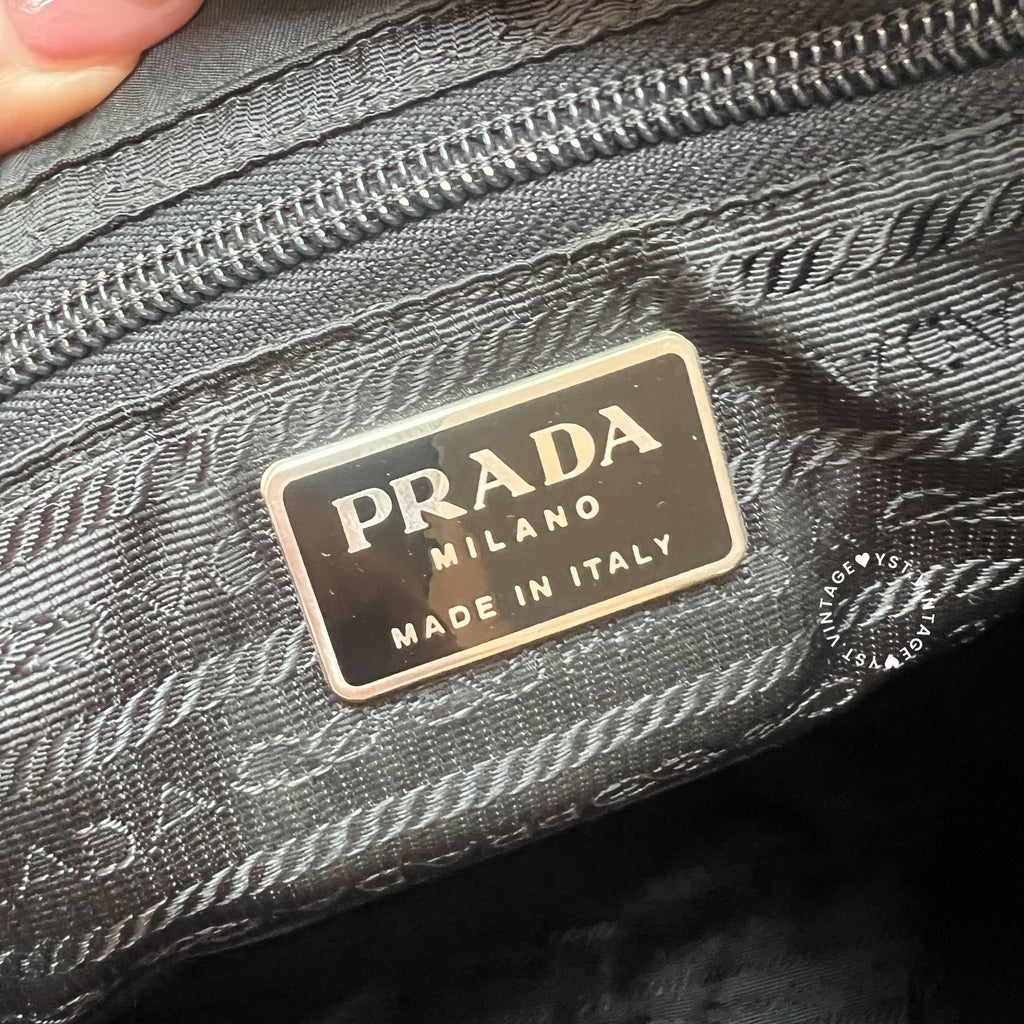 PRADA
MILANO
MADE IN ITALY
YST VINTAGE♥YST VINTAGE♥